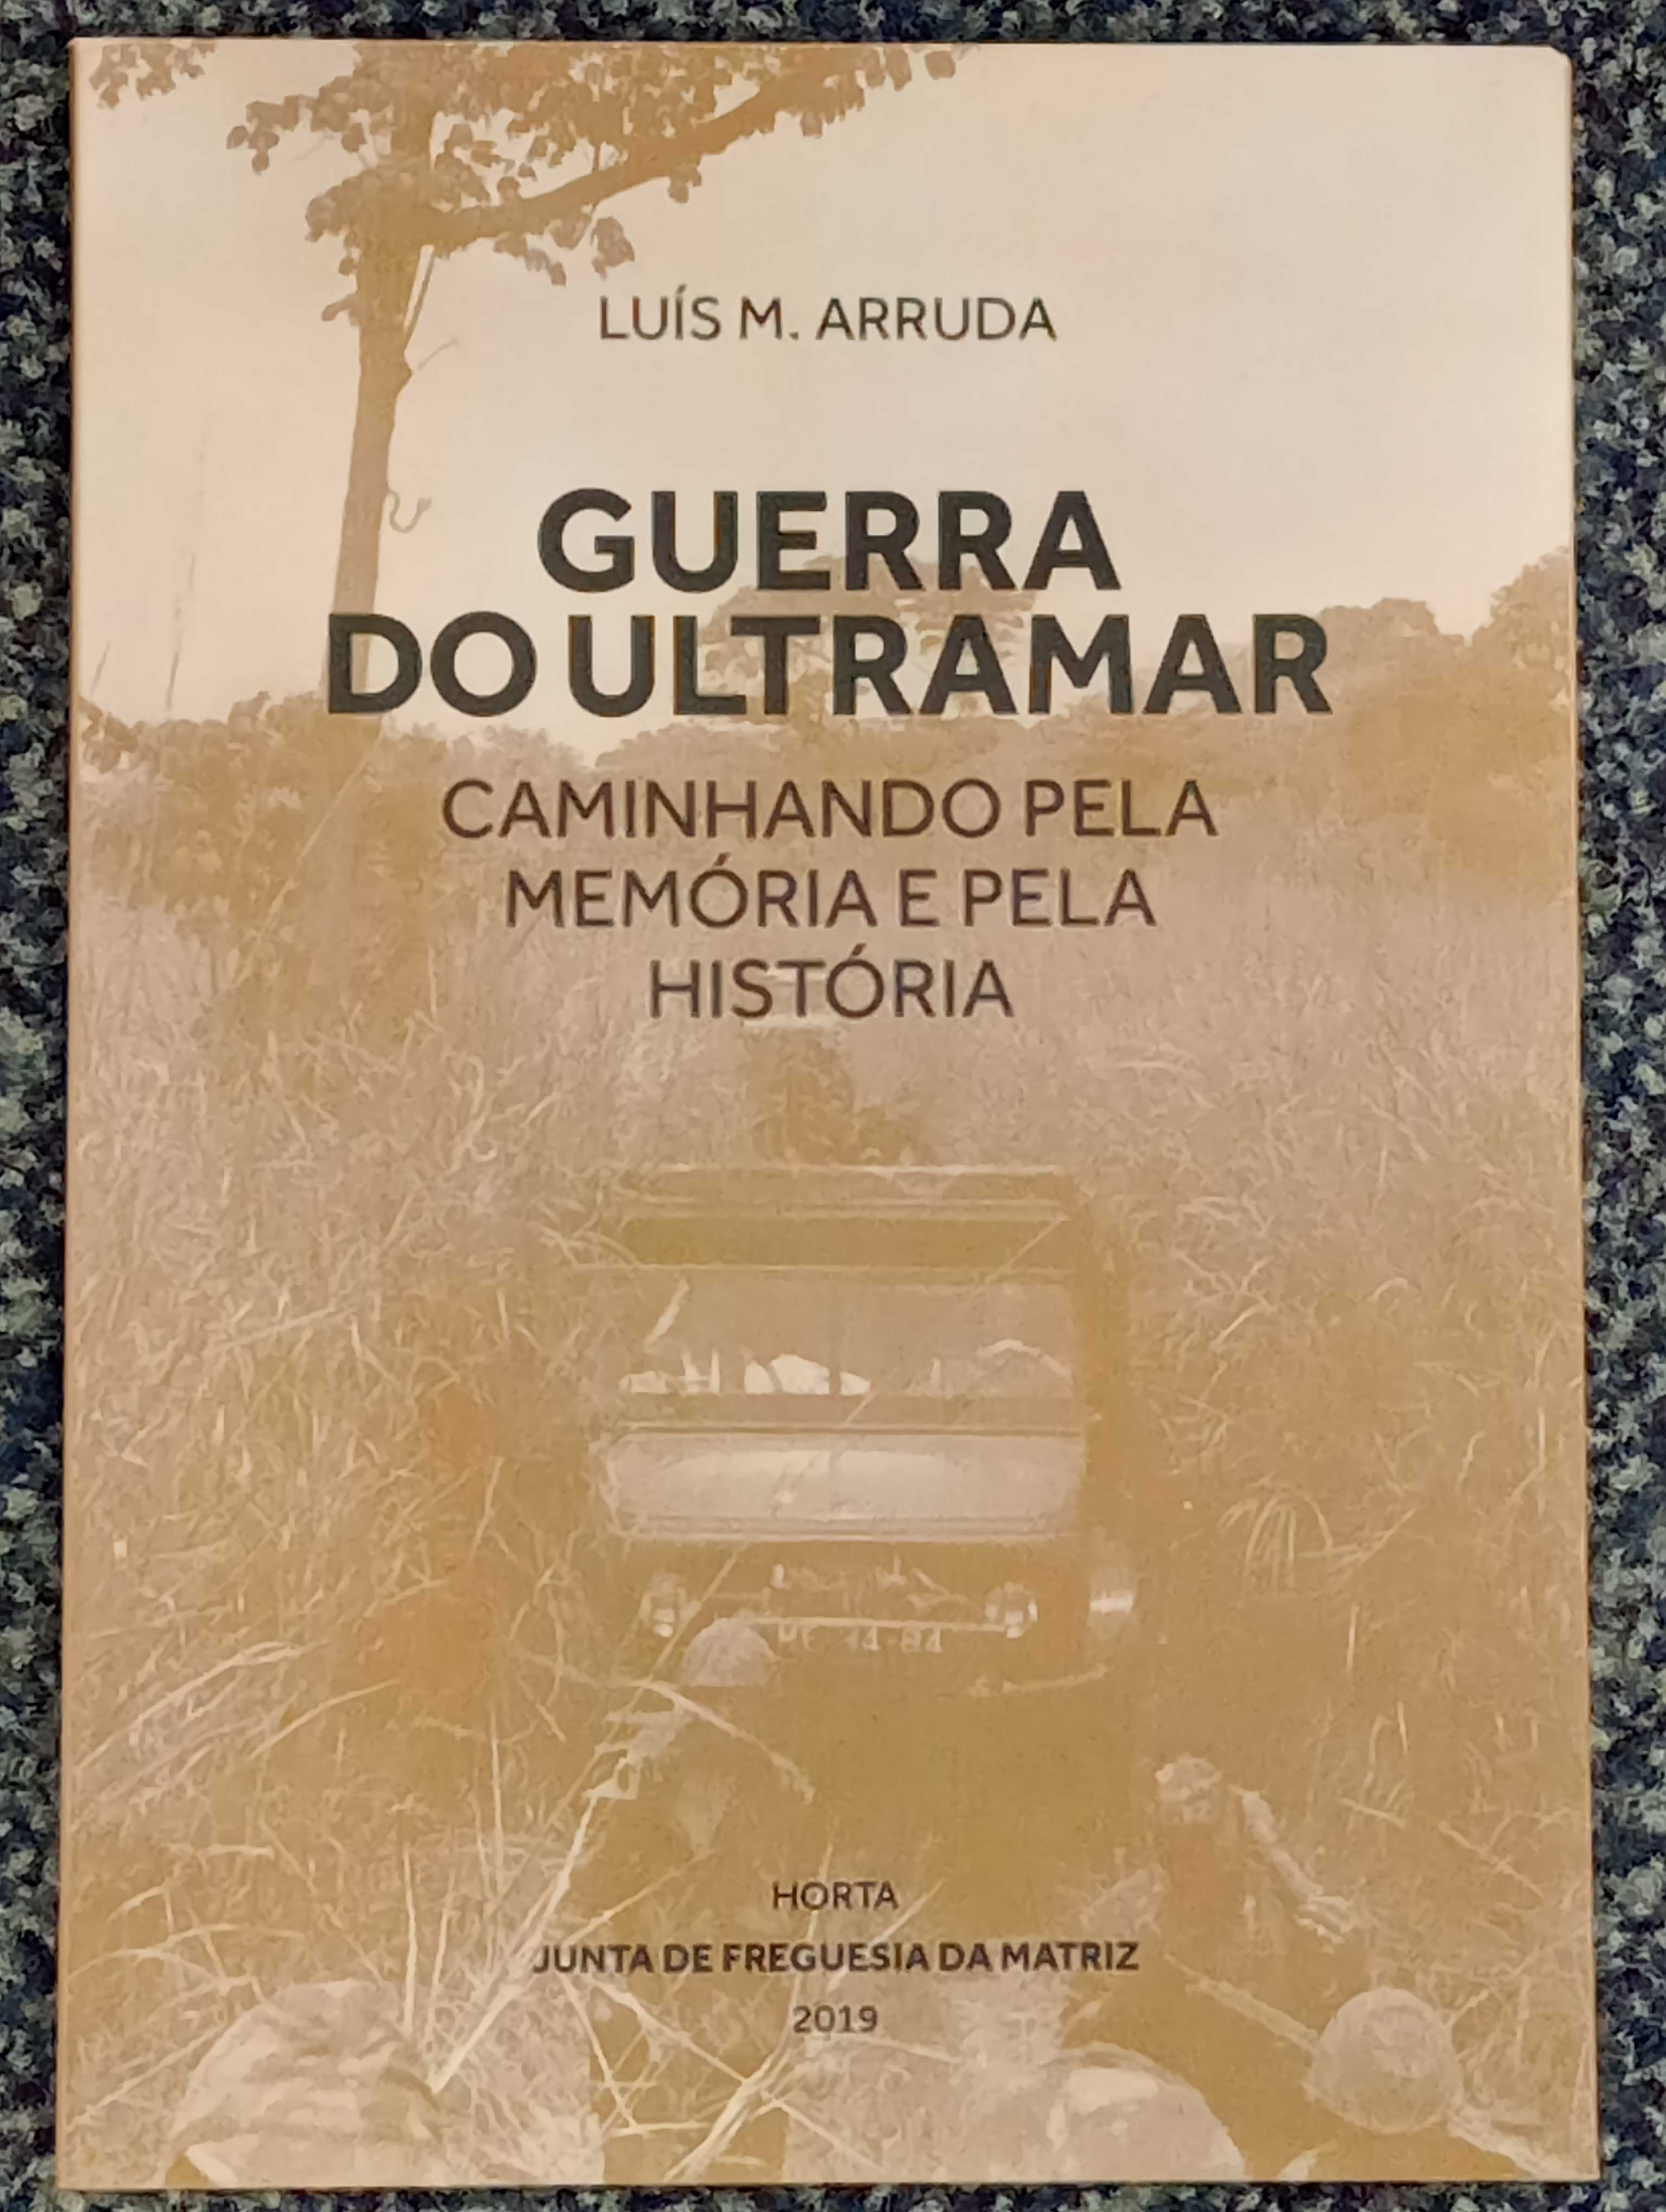 LUÍS M. ARRUDA
GUERRA
DO ULTRAMAR
CAMINHANDO PELA
MEMÓRIA E PELA
HISTÓRIA
HORTA
JUNTA DE FREGUESIA DA MATRIZ
2019